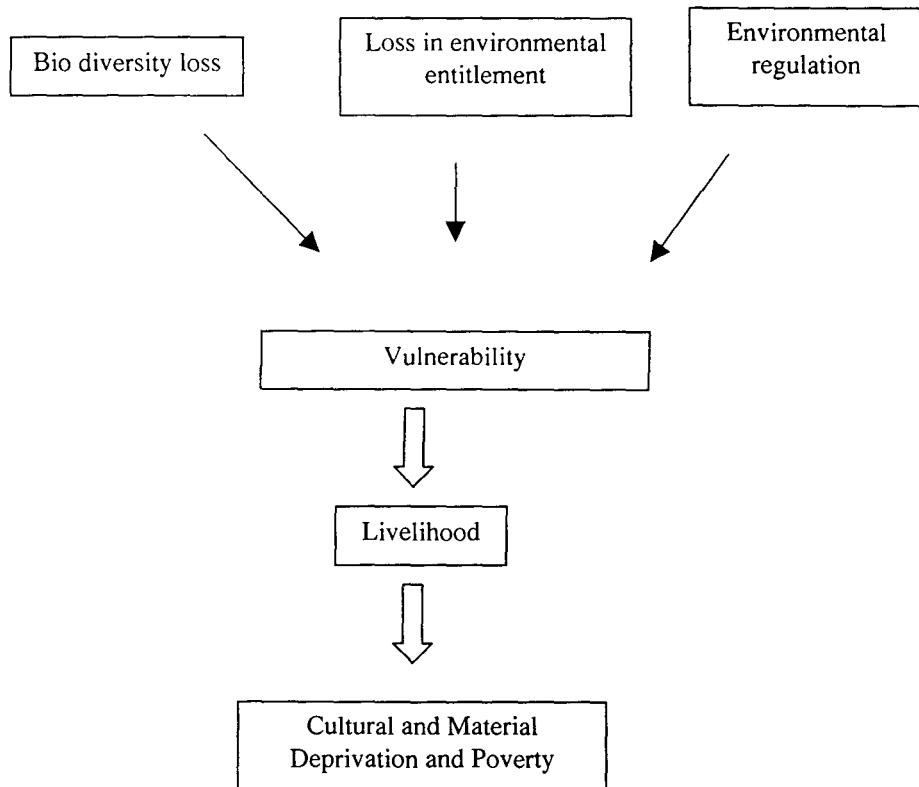 Bio diversity loss
Loss in environmental
entitlement
Environmental
regulation
Vulnerability
Livelihood
Cultural and Material
Deprivation and Poverty